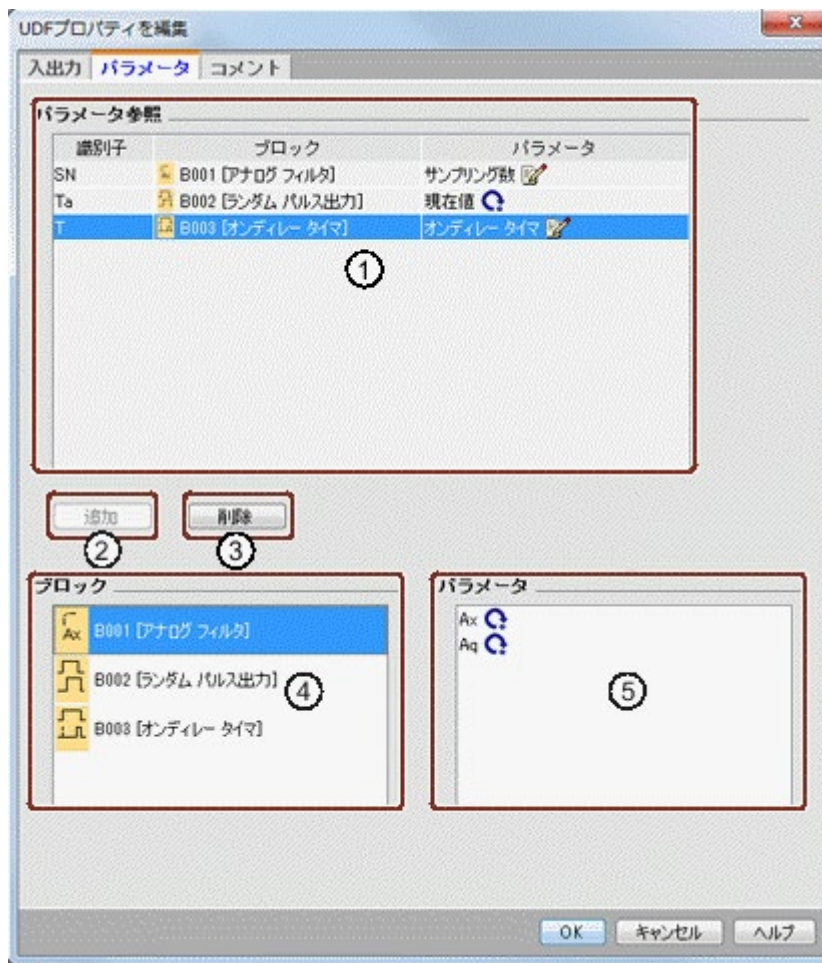 UDFプロパティを編集
入出力 パラメータ コメント
パラメータ参照
識別子 ブロック パラメータ
SN B001 [アナログ フィルタ] サンプリング数
Ta B002 [ランダム パルス出力] 現在値
T B003 [オンディレー タイマ] オンディレー タイマ
①
追加 削除
② ③
ブロック パラメータ
Ax B001 [アナログ フィルタ] Ax
Aq
B002 [ランダム パルス出力]
④ ⑤
B003 [オンディレー タイマ]
OK キャンセル ヘルプ